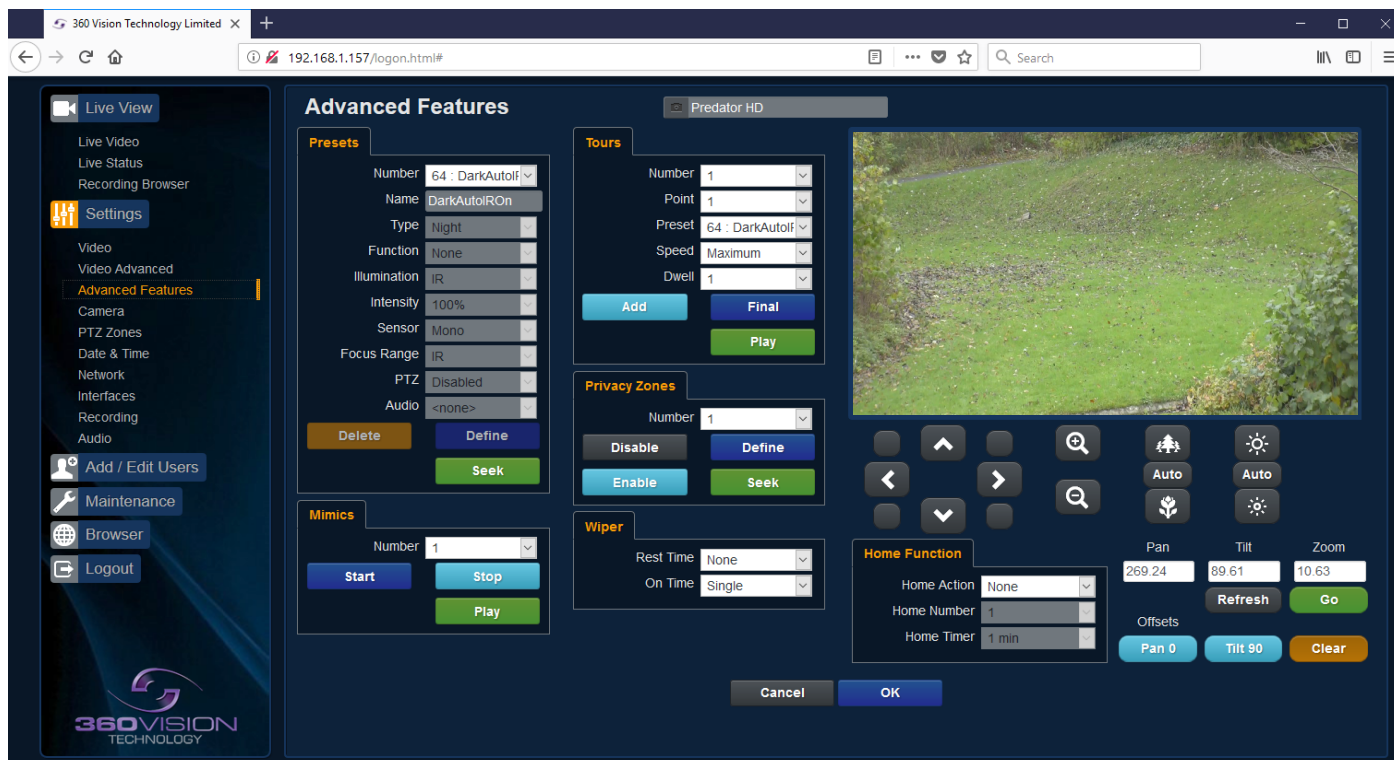 360 Vision Technology Limited
192.168.1.157/logon.html#
Search
Live View
Live Video
Live Status
Recording Browser
Settings
Video
Video Advanced
Advanced Features
Camera
PTZ Zones
Date & Time
Network
Interfaces
Recording
Audio
Add / Edit Users
Maintenance
Browser
Logout
360VISION
TECHNOLOGY
Advanced Features
Predator HD
Presets
Number 64 : DarkAutoIF
Name DarkAutoIROn
Type Night
Function None
Illumination IR
Intensity 100%
Sensor Mono
Focus Range IR
PTZ Disabled
Audio <none>
Delete Define
Seek
Mimics
Number 1
Start Stop
Play
Tours
Number 1
Point 1
Preset 64 : DarkAutoIF
Speed Maximum
Dwell 1
Add Final
Play
Privacy Zones
Number 1
Disable Define
Enable Seek
Wiper
Rest Time None
On Time Single
Auto Auto
Home Function
Home Action None
Home Number 1
Home Timer 1 min
Pan Tilt Zoom
269.24 89.61 10.63
Refresh Go
Offsets
Pan 0 Tilt 90 Clear
Cancel OK